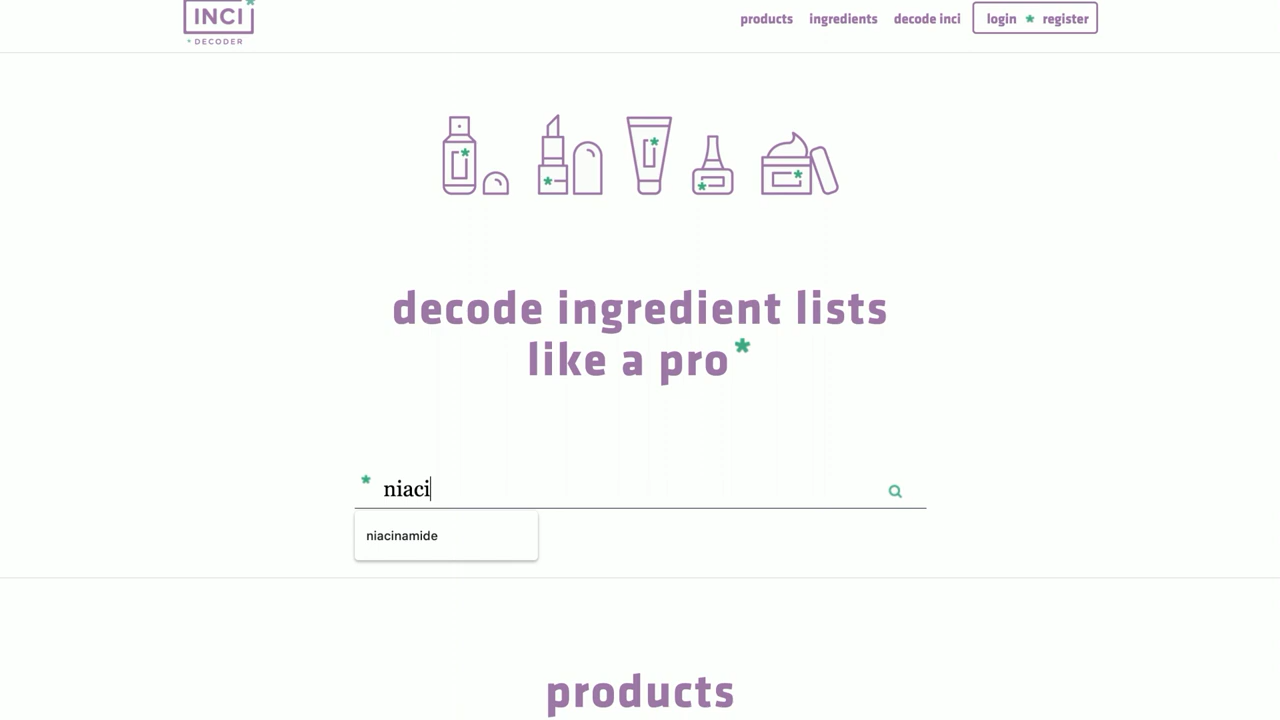 INCI*
*DECODER
products ingredients decode inci login * register
decode ingredient lists
like a pro*
* niaci
niacinamide
products